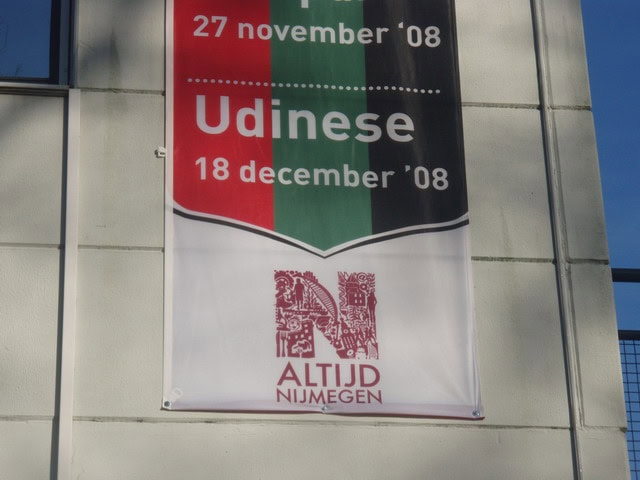 27 november ‘08
Udinese
18 december ’08
N
ALTIJD
NIJMEGEN